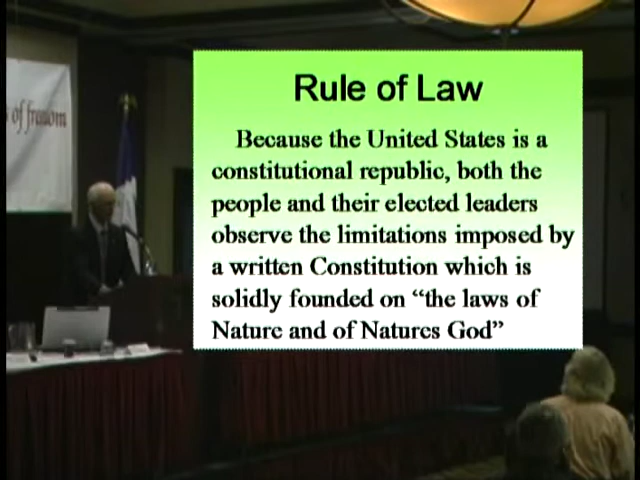 of freedom
Rule of Law
Because the United States is a
constitutional republic, both the
people and their elected leaders
observe the limitations imposed by
a written Constitution which is
solidly founded on “the laws of
Nature and of Natures God”